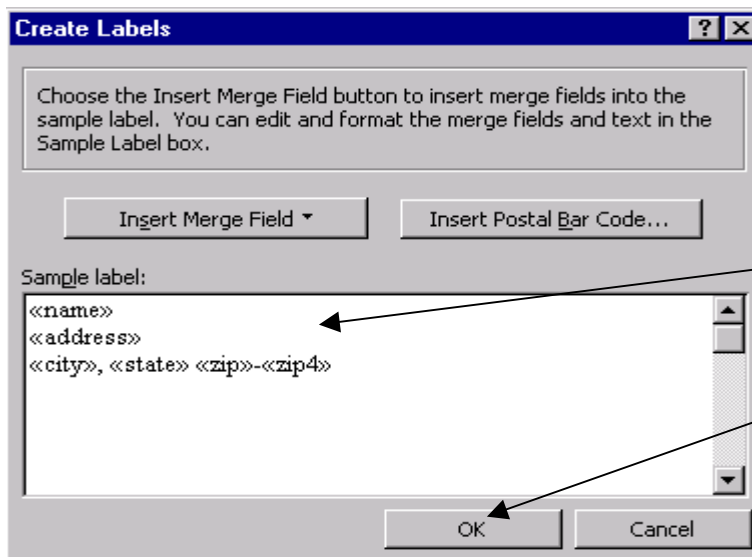 Create Labels
Choose the Insert Merge Field button to insert merge fields into the
sample label.  You can edit and format the merge fields and text in the
Sample Label box.
Insert Merge Field
Insert Postal Bar Code...
Sample label:
«name»
«address»
«city», «state» «zip»-«zip4»
OK
Cancel